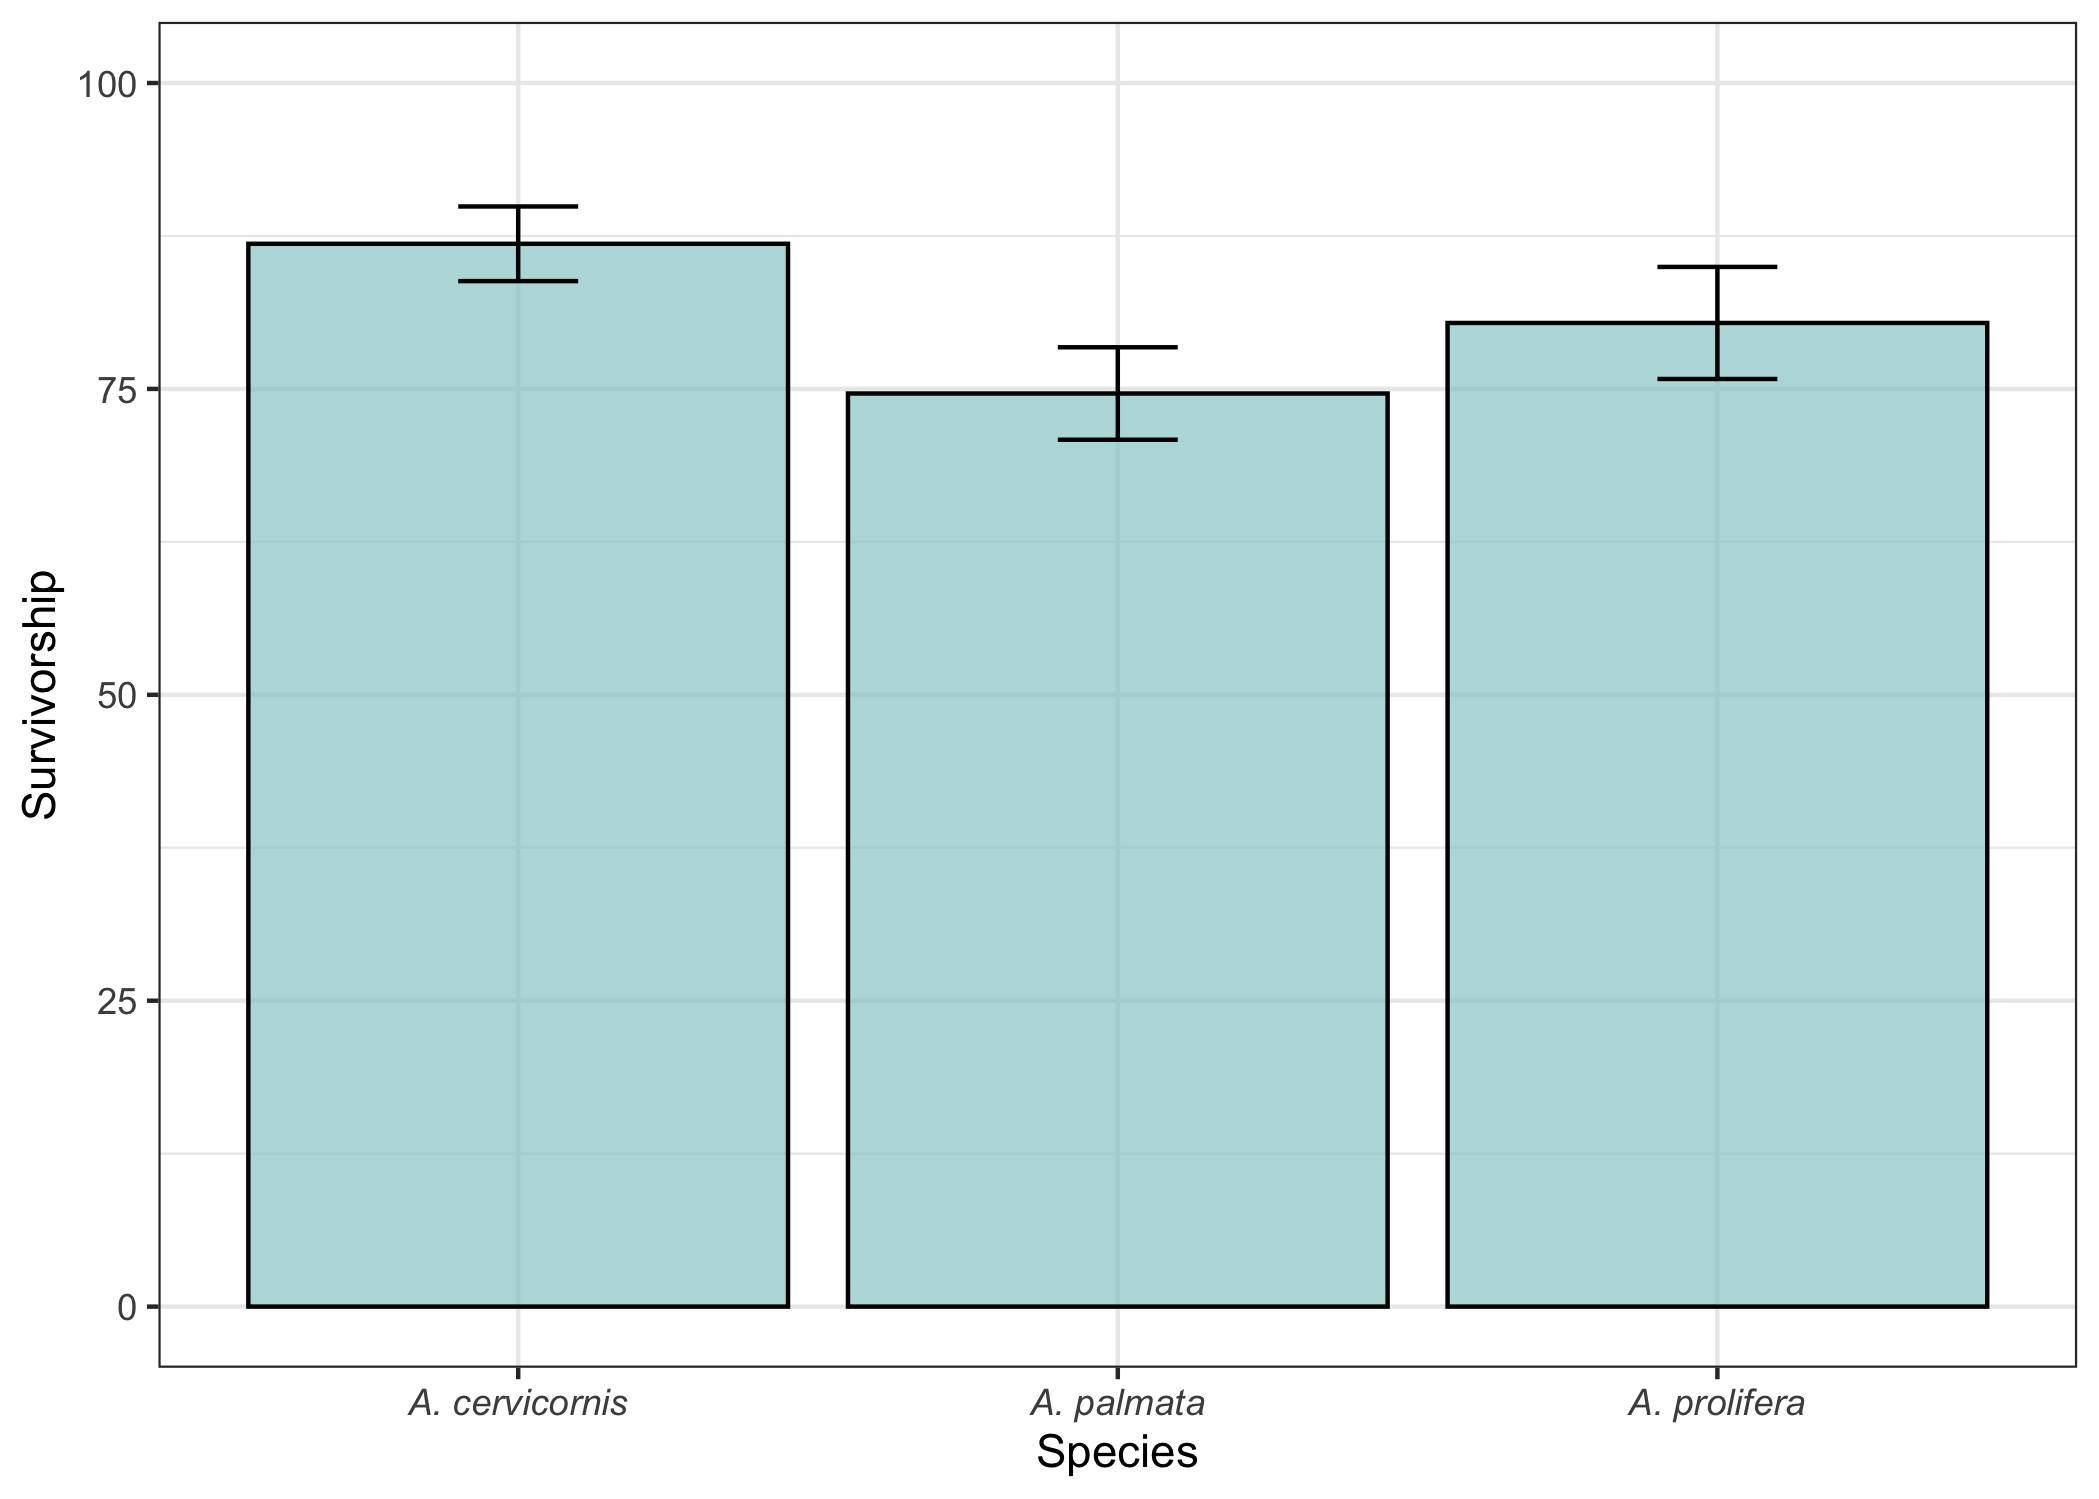 100
75
50
25
0
Survivorship
A. cervicornis
A. palmata
A. prolifera
Species